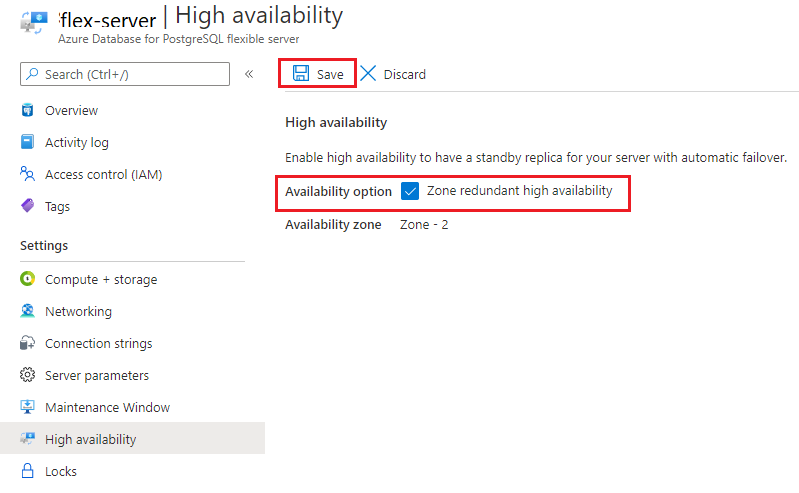 flex-server | High availability
Azure Database for PostgreSQL flexible server
Search (Ctrl+/)
«
Overview
Activity log
Access control (IAM)
Tags
Settings
Compute + storage
Networking
Connection strings
Server parameters
Maintenance Window
High availability
Locks
Save
Discard
High availability
Enable high availability to have a standby replica for your server with automatic failover.
Availability option Zone redundant high availability
Availability zone Zone - 2